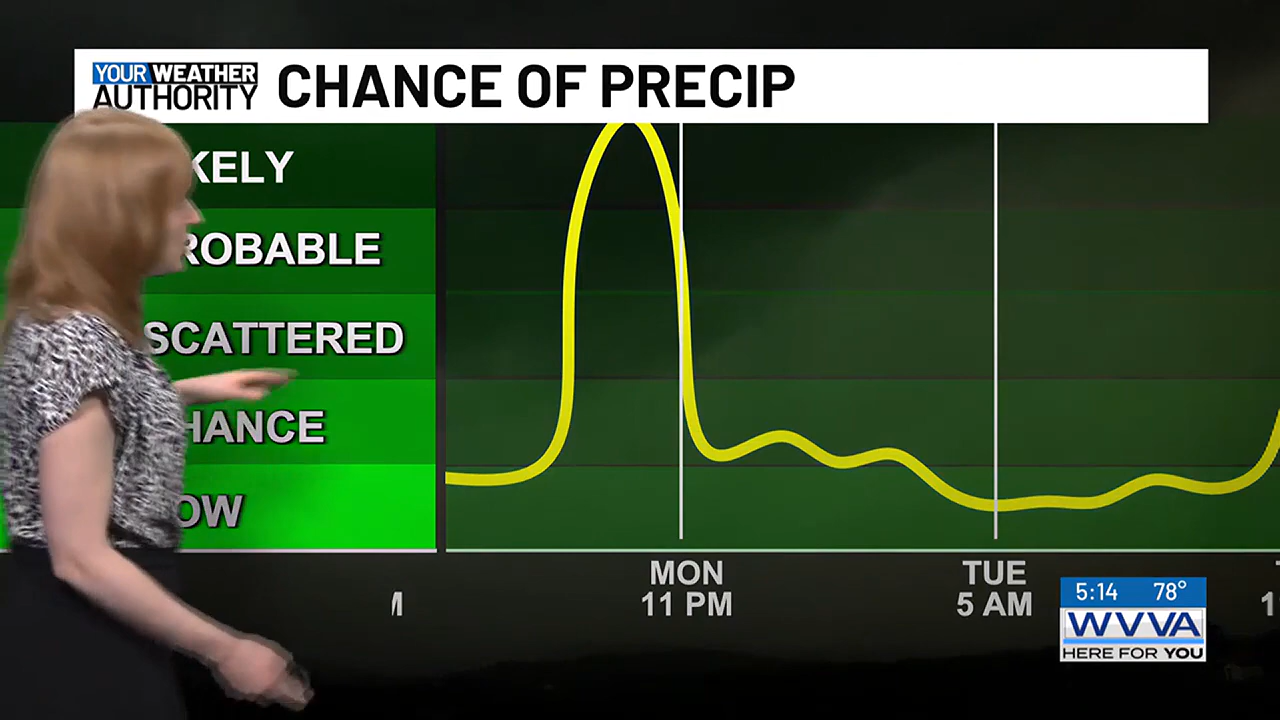 YOUR WEATHER
AUTHORITY
CHANCE OF PRECIP
KELY
ROBABLE
SCATTERED
HANCE
OW
M
MON
11 PM
TUE
5 AM
1
5:14 78°
WVVA
HERE FOR YOU